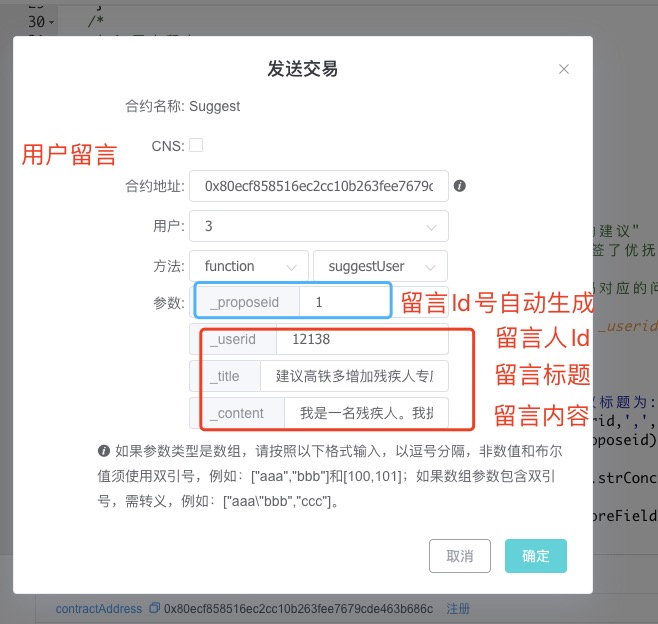 30
/*
发送交易
合约名称: Suggest
用户留言
CNS:
合约地址: 0x80ecf858516ec2cc10b263fee7679c
用户: 3
方法: function suggestUser
参数: _proposeid 1 留言Id号自动生成
_userid 12138 留言人Id
_title 建议高铁多增加残疾人专 留言标题
_content 我是一名残疾人。我 留言内容
如果参数类型是数组，请按照以下格式输入，以逗号分隔，非数值和布尔
值须使用双引号，例如：["aaa","bbb"]和[100,101]；如果数组参数包含双引
号，需转义，例如：["aaa\"bbb","ccc"]。
取消 确定
建议"
签了优抚
对应的问
_userid
议标题为:
rid,',',
oposeid)
.strConc
oreField
contractAddress 0x80ecf858516ec2cc10b263fee7679cde463b686c 注册